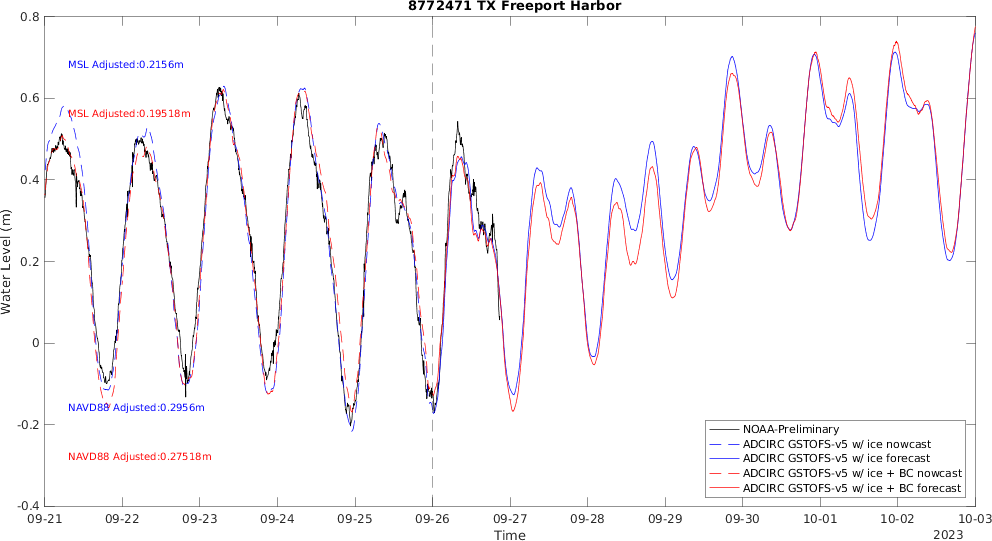 8772471 TX Freeport Harbor
0.8
MSL Adjusted:0.2156m
0.6
MSL Adjusted:0.19518m
0.4
Water Level (m)
0.2
0
-0.2
NAVD88 Adjusted:0.2956m
NAVD88 Adjusted:0.27518m
-0.4
NOAA-Preliminary
ADCIRC GSTOFS-v5 w/ ice nowcast
ADCIRC GSTOFS-v5 w/ ice forecast
ADCIRC GSTOFS-v5 w/ ice + BC nowcast
ADCIRC GSTOFS-v5 w/ ice + BC forecast
09-21 09-22 09-23 09-24 09-25 09-26 09-27 09-28 09-29 09-30 10-01 10-02 10-03
Time
2023